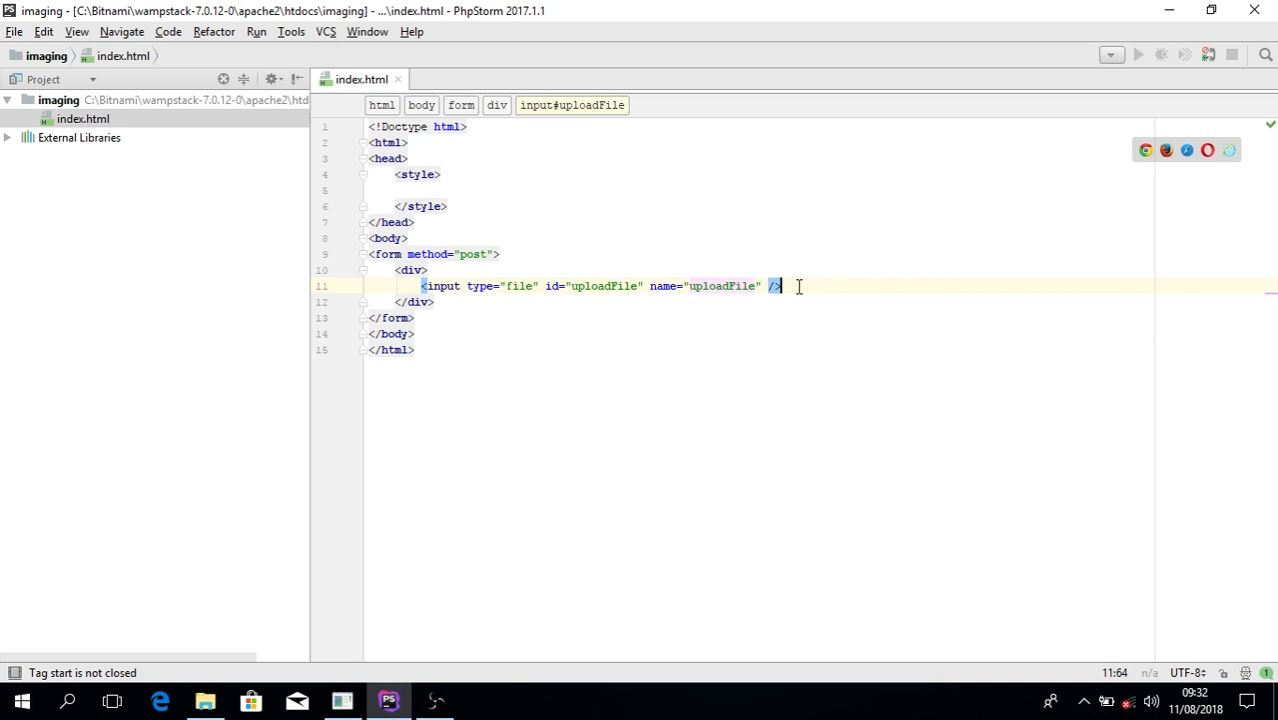 imaging - [C:\Bitnami\wampstack-7.0.12-0\apache2\htdocs\imaging] - ...\index.html - PhpStorm 2017.1.1
File Edit View Navigate Code Refactor Run Tools VCS Window Help
imaging index.html
Project index.html
imaging C:\Bitnami\wampstack-7.0.12-0\apache2\htd
index.html
External Libraries
html body form div input#uploadFile
1 <!Doctype html>
2 <html>
3 <head>
4 <style>
5
6 </style>
7 </head>
8 <body>
9 <form method="post">
10 <div>
11 <input type="file" id="uploadFile" name="uploadFile" />
12 </div>
13 </form>
14 </body>
15 </html>
Tag start is not closed 11:64 n/a UTF-8 1
09:32
11/08/2018